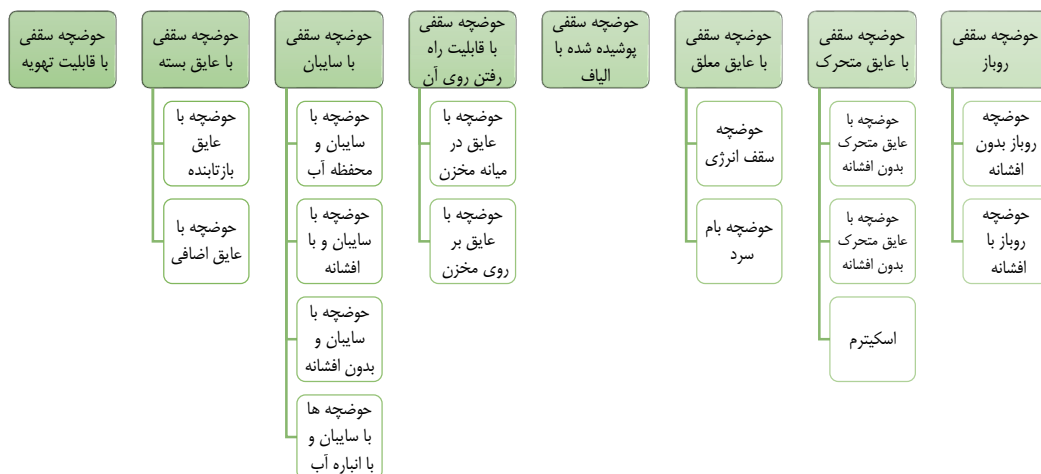 حوضچه سقفی
روباز
حوضچه
روباز بدون
افشانه
حوضچه
روباز با
افشانه
حوضچه سقفی
با عایق متحرک
حوضچه با
عایق متحرک
بدون افشانه
حوضچه با
عایق متحرک
بدون افشانه
اسکیترم
حوضچه سقفی
با عایق معلق
حوضچه
سقف انرژی
حوضچه بام
سرد
حوضچه سقفی
پوشیده شده با
الیاف
حوضچه سقفی
با قابلیت راه
رفتن روی آن
حوضچه با
عایق در
میانه مخزن
حوضچه با
عایق بر
روی مخزن
حوضچه سقفی
با سایبان
حوضچه با
سایبان و
محفظه آب
حوضچه با
سایبان و با
افشانه
حوضچه با
سایبان و
بدون افشانه
حوضچه ها
با سایبان و
با انباره آب
حوضچه سقفی
با عایق بسته
حوضچه با
عایق
بازتابنده
حوضچه با
عایق اضافی
حوضچه سقفی
با قابلیت تهویه